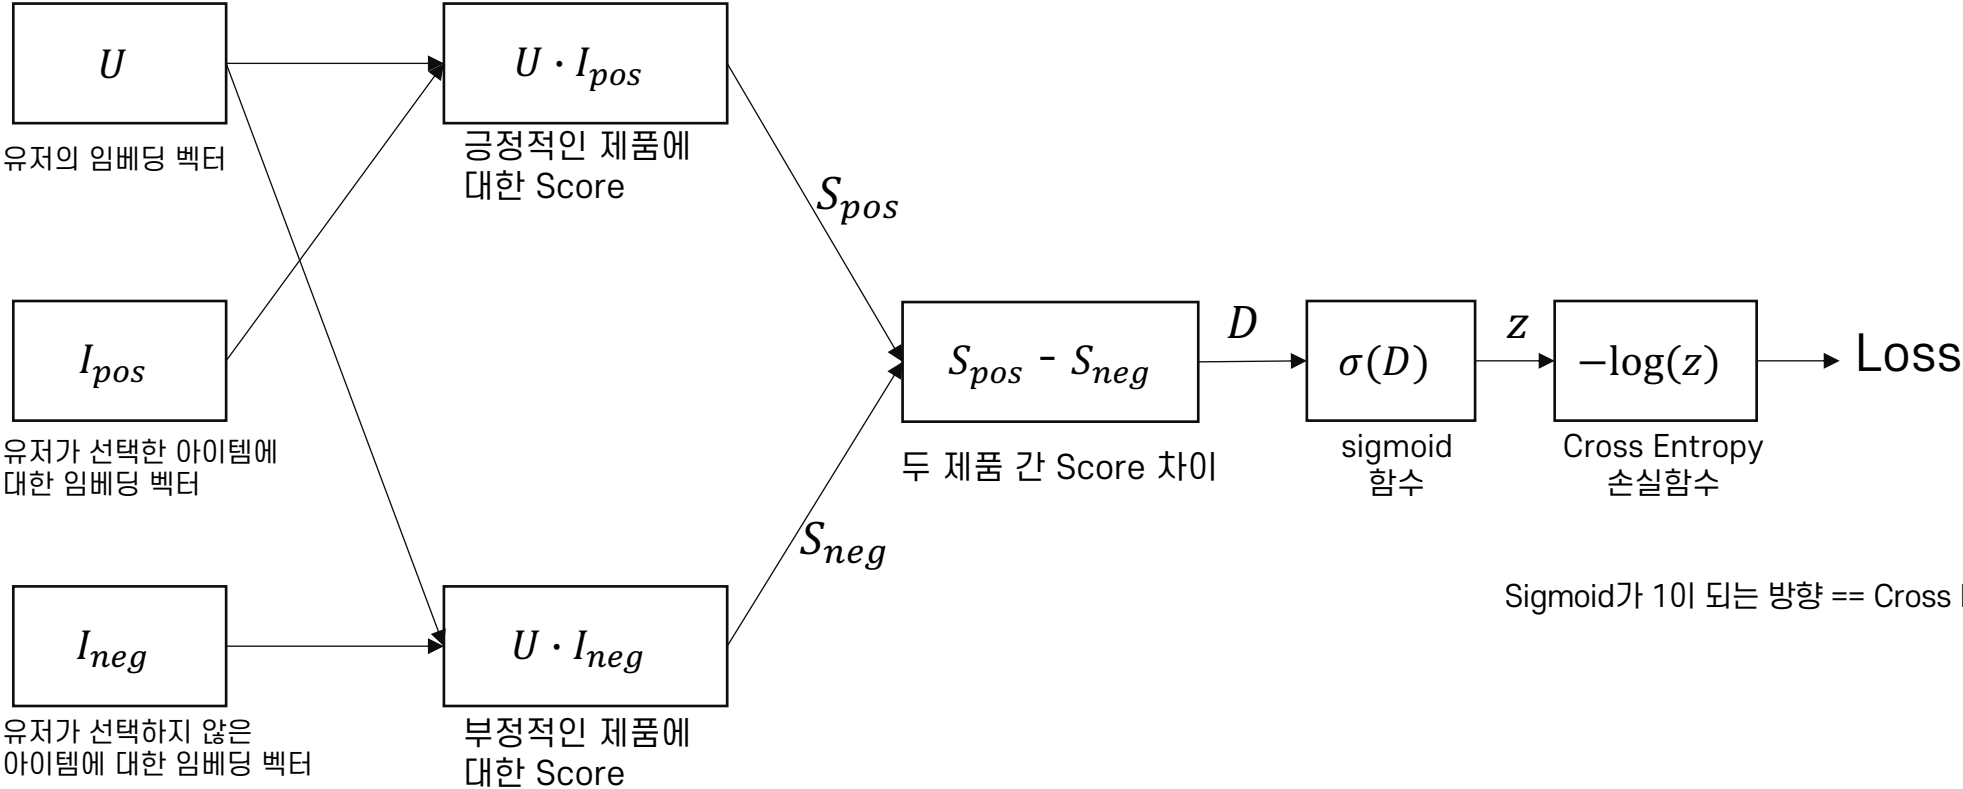 U
유저의 임베딩 벡터
I_pos
유저가 선택한 아이템에
대한 임베딩 벡터
I_neg
유저가 선택하지 않은
아이템에 대한 임베딩 벡터
U · I_pos
긍정적인 제품에
대한 Score
U · I_neg
부정적인 제품에
대한 Score
S_pos
S_neg
S_pos - S_neg
두 제품 간 Score 차이
D
σ(D)
sigmoid
함수
z
−log(z)
Cross Entropy
손실함수
Loss
Sigmoid가 1이 되는 방향 == Cross